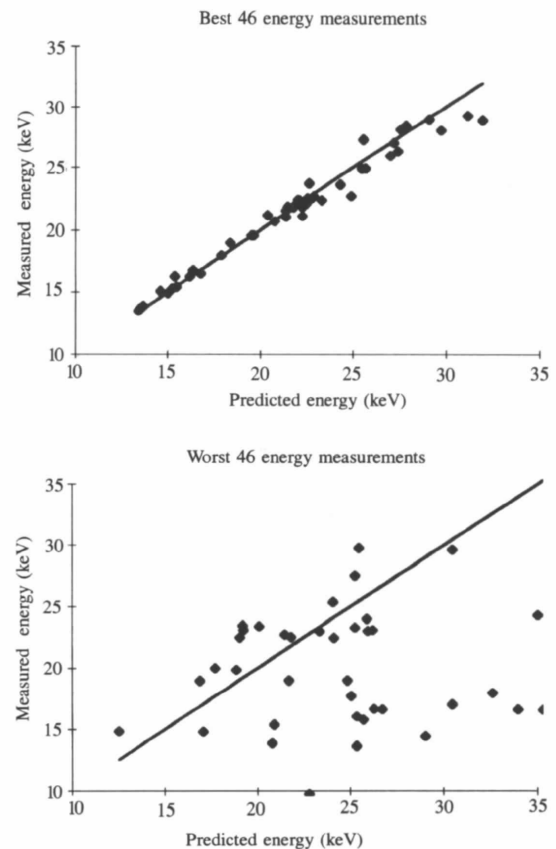 Best 46 energy measurements
35
30
25
20
15
10
Measured energy (keV)
10 15 20 25 30 35
Predicted energy (keV)
Worst 46 energy measurements
35
30
25
20
15
10
Measured energy (keV)
10 15 20 25 30 35
Predicted energy (keV)